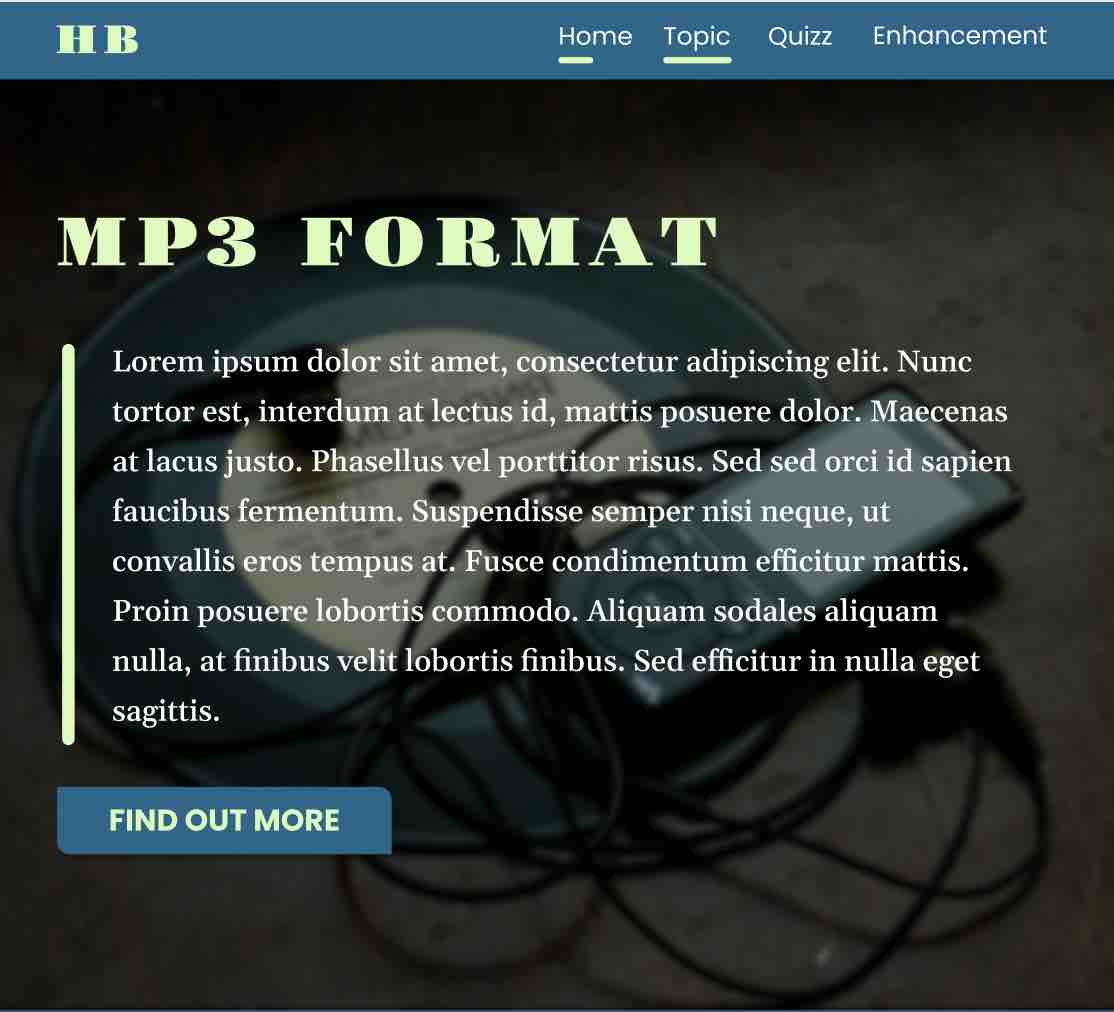 HB
Home Topic Quizz Enhancement
MP3 FORMAT
Lorem ipsum dolor sit amet, consectetur adipiscing elit. Nunc
tortor est, interdum at lectus id, mattis posuere dolor. Maecenas
at lacus justo. Phasellus vel porttitor risus. Sed sed orci id sapien
faucibus fermentum. Suspendisse semper nisi neque, ut
convallis eros tempus at. Fusce condimentum efficitur mattis.
Proin posuere lobortis commodo. Aliquam sodales aliquam
nulla, at finibus velit lobortis finibus. Sed efficitur in nulla eget
sagittis.
FIND OUT MORE